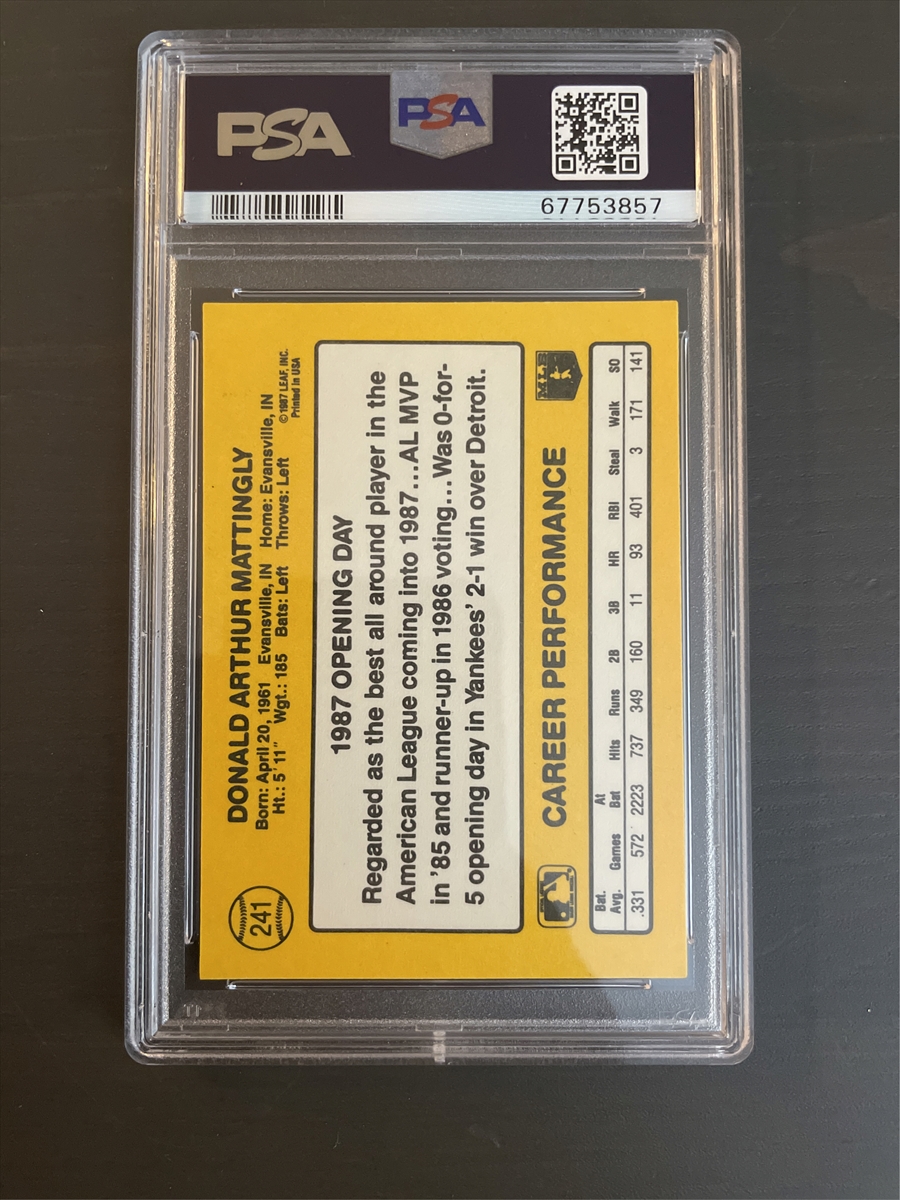 PSA
PSA
67753857
241
DONALD ARTHUR MATTINGLY
Born: April 20, 1961 Evansville, IN Home: Evansville, IN
Ht.: 5'11" Wgt.: 185 Bats: Left Throws: Left
©1987 LEAF, INC.
Printed in USA
1987 OPENING DAY
Regarded as the best all around player in the
American League coming into 1987...AL MVP
in '85 and runner-up in 1986 voting...Was 0-for-
5 opening day in Yankees' 2-1 win over Detroit.
CAREER PERFORMANCE
Bat. Avg. Games At Bat Hits Runs 2B 3B HR RBI Steal Walk SO
.331 572 2223 737 349 160 11 93 401 3 171 141